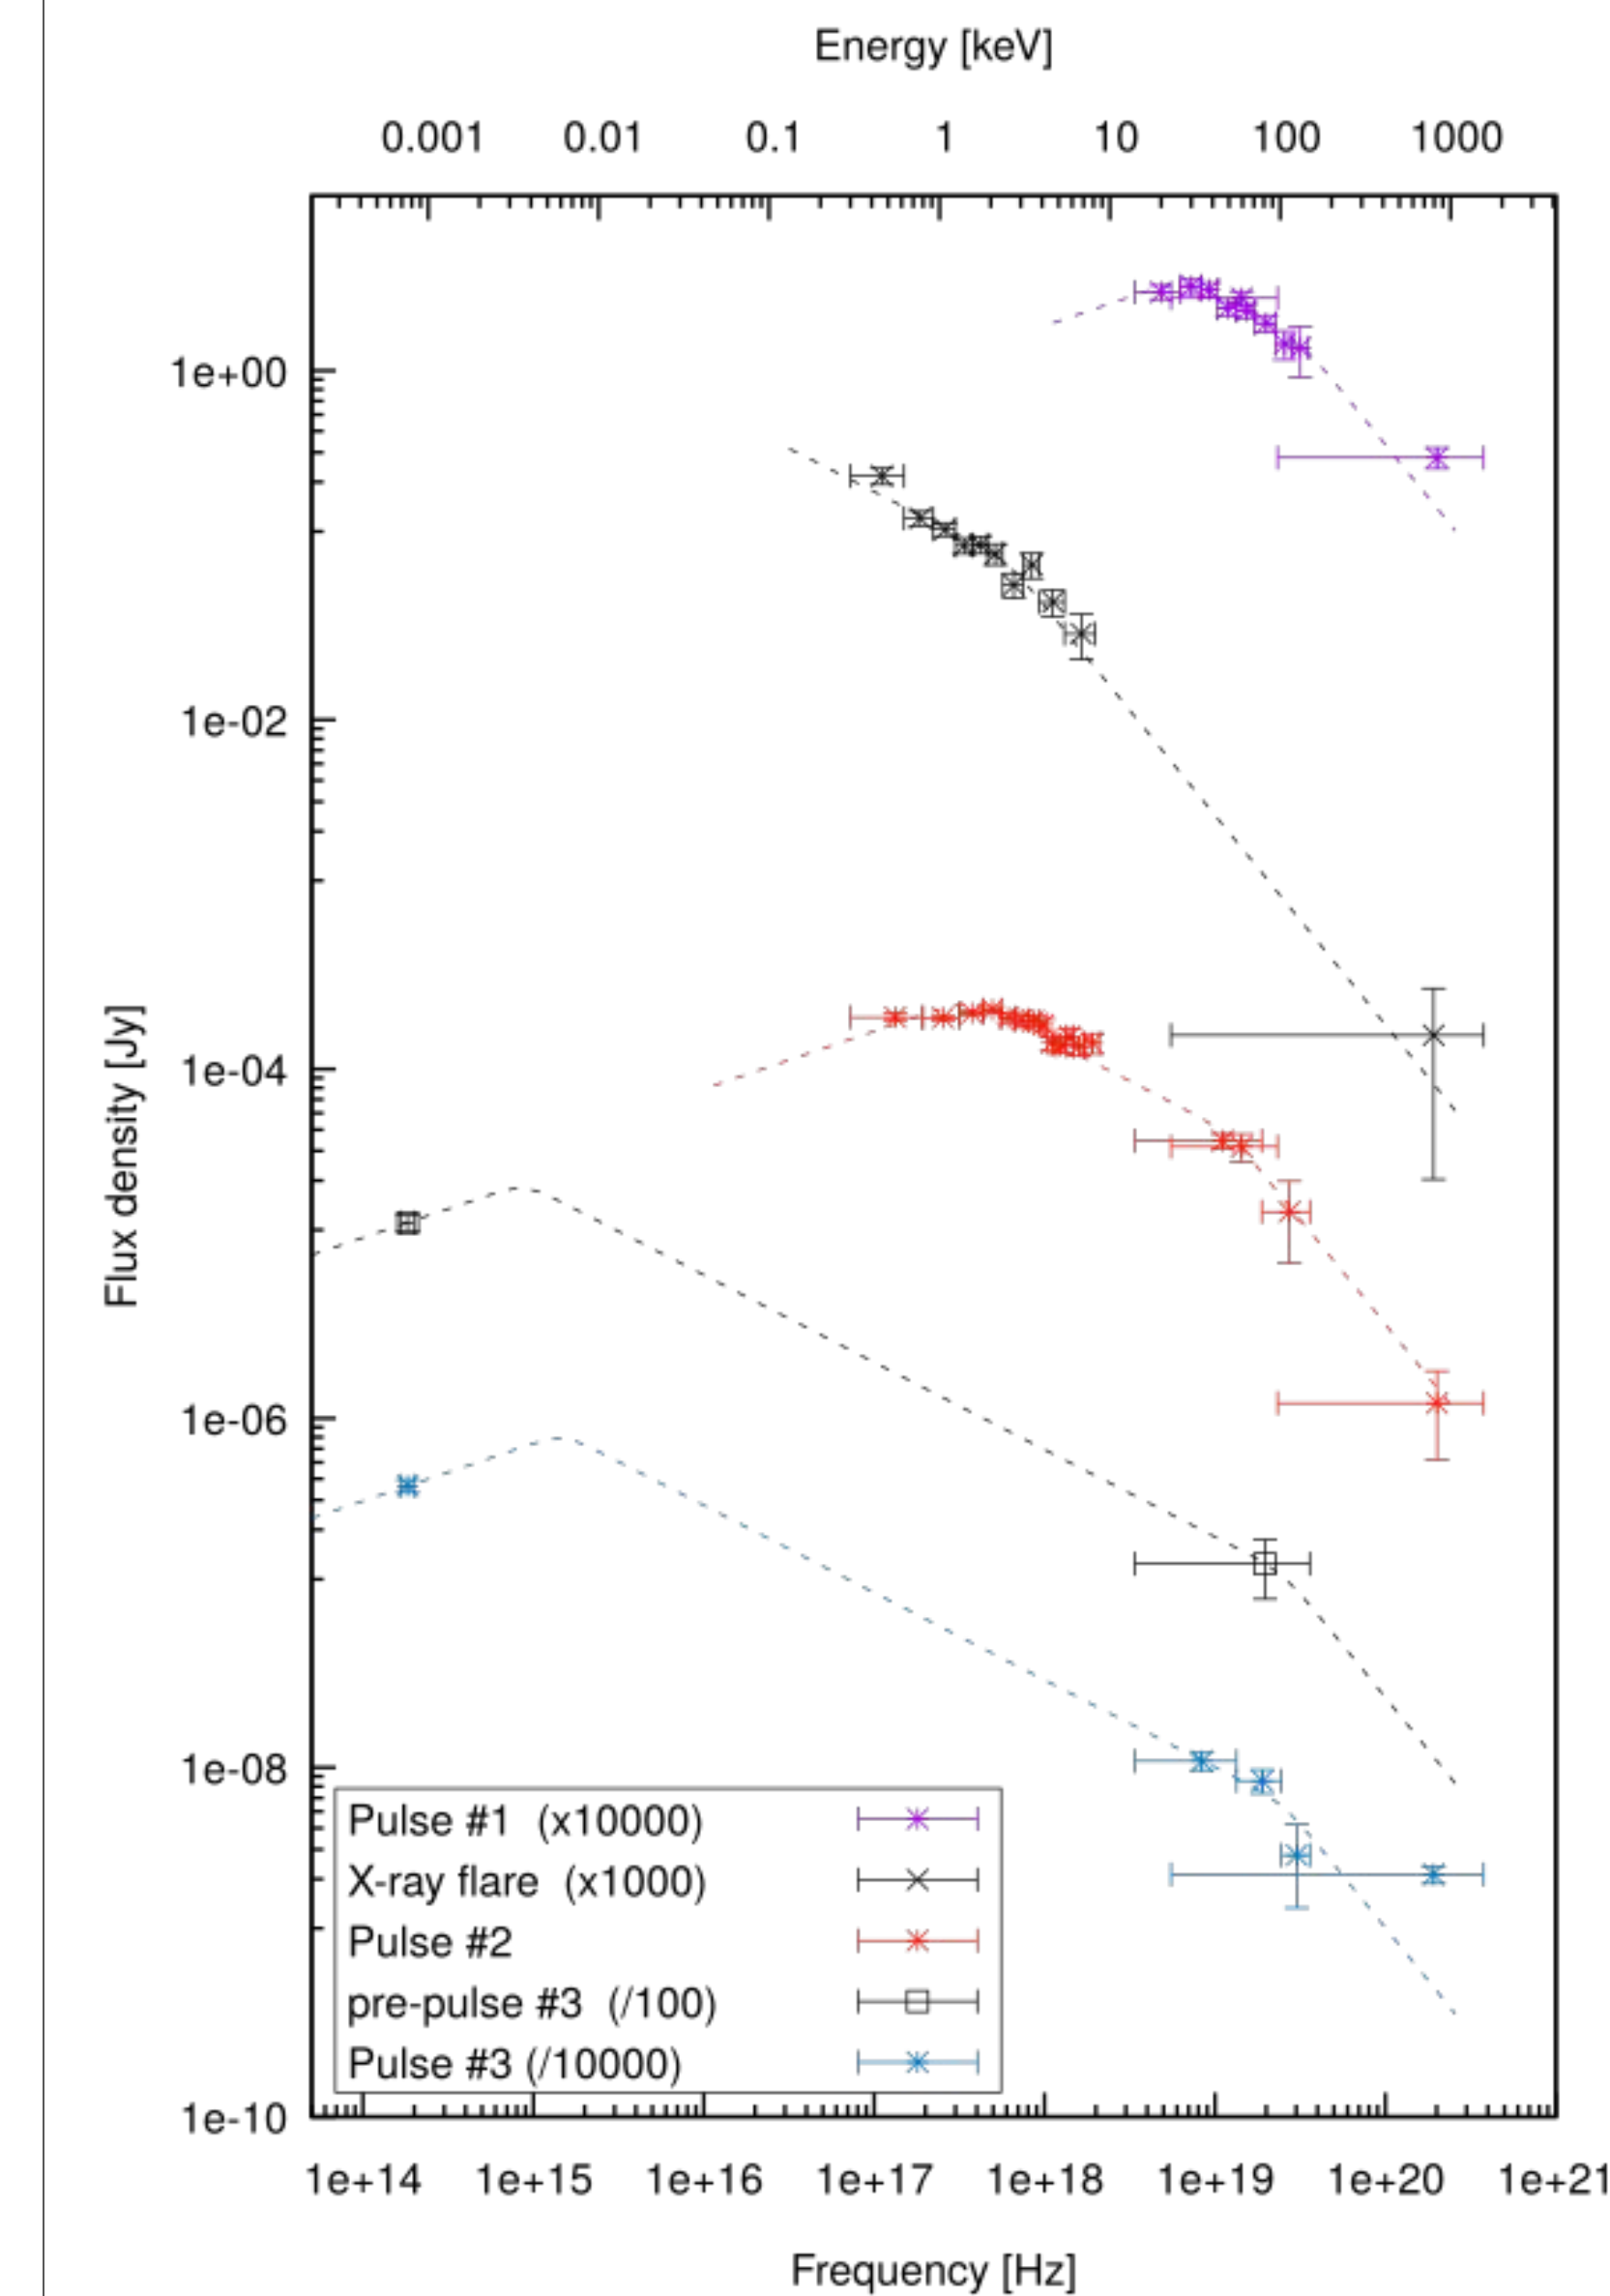 Energy [keV]
0.001 0.01 0.1 1 10 100 1000
1e+00
1e-02
1e-04
1e-06
1e-08
1e-10
Flux density [Jy]
Pulse #1 (x10000)
X-ray flare (x1000)
Pulse #2
pre-pulse #3 (/100)
Pulse #3 (/10000)
1e+14 1e+15 1e+16 1e+17 1e+18 1e+19 1e+20 1e+21
Frequency [Hz]